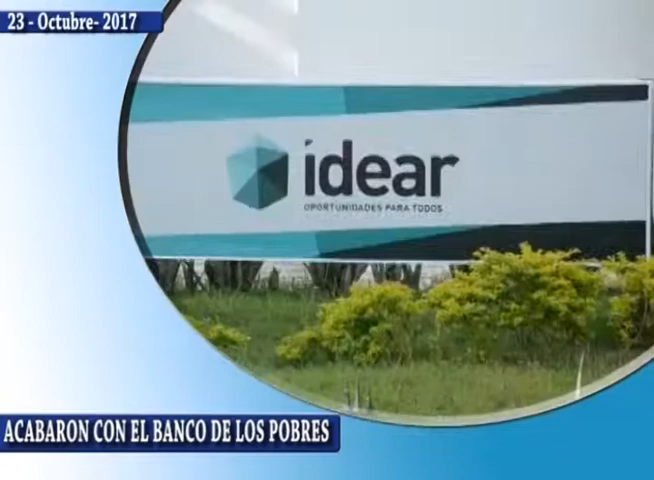 23 - Octubre- 2017
idear
OPORTUNIDADES PARA TODOS
ACABARON CON EL BANCO DE LOS POBRES